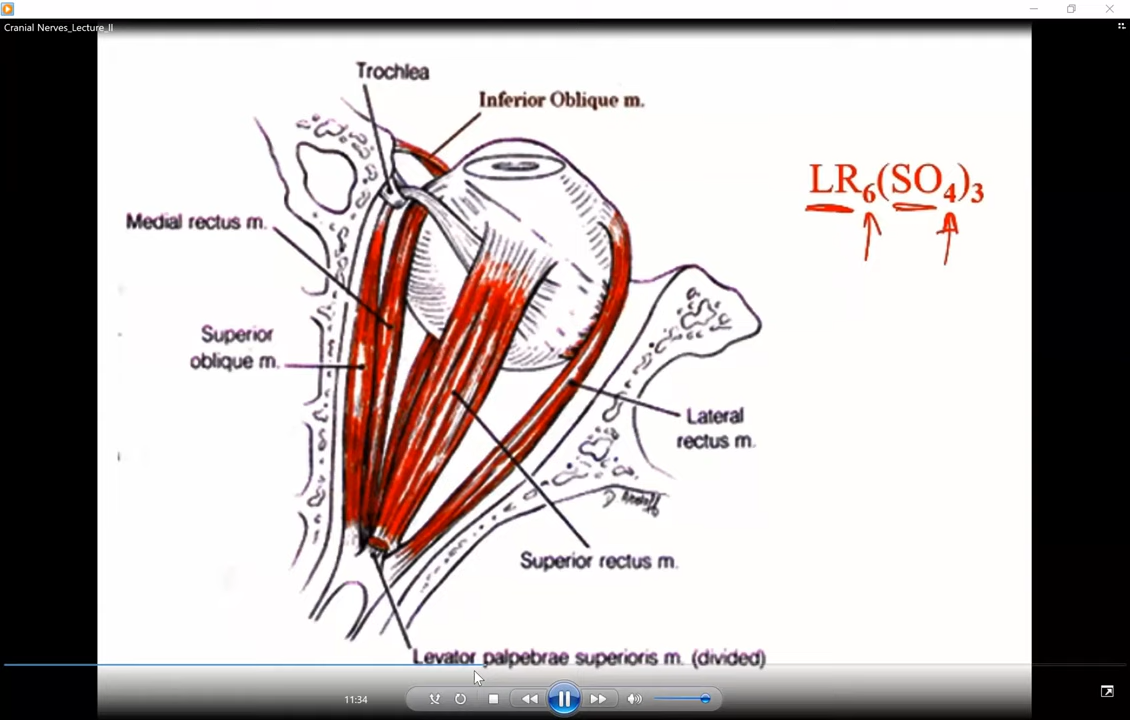 Cranial Nerves_Lecture_II
Trochlea
Inferior Oblique m.
LR6(SO4)3
Medial rectus m.
Superior
oblique m.
Lateral
rectus m.
Superior rectus m.
Levator palpebrae superioris m. (divided)
11:34